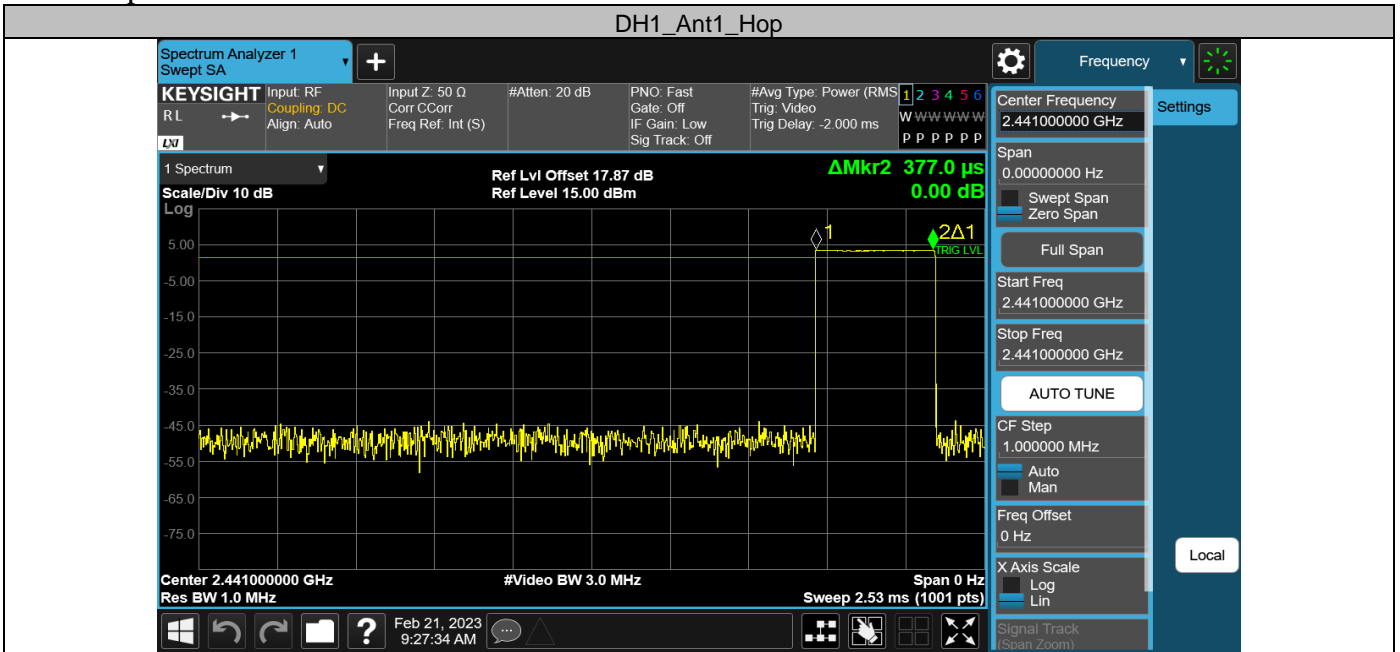 DH1_Ant1_Hop
Spectrum Analyzer 1
Swept SA
Frequency
KEYSIGHT
RL
LXI
Input: RF
Coupling: DC
Align: Auto
Input Z: 50 Ω
Corr CCorr
Freq Ref: Int (S)
#Atten: 20 dB
PNO: Fast
Gate: Off
IF Gain: Low
Sig Track: Off
#Avg Type: Power (RMS
Trig: Video
Trig Delay: -2.000 ms
1 2 3 4 5 6
W W W W W W
P P P P P P
1 Spectrum
Scale/Div 10 dB
Log
Ref Lvl Offset 17.87 dB
Ref Level 15.00 dBm
ΔMkr2 377.0 µs
0.00 dB
1
2Δ1
TRIG LVL
5.00
-5.00
-15.0
-25.0
-35.0
-45.0
-55.0
-65.0
-75.0
Center 2.441000000 GHz
#Video BW 3.0 MHz
Span 0 Hz
Res BW 1.0 MHz
Sweep 2.53 ms (1001 pts)
Feb 21, 2023
9:27:34 AM
Center Frequency
2.441000000 GHz
Settings
Span
0.00000000 Hz
Swept Span
Zero Span
Full Span
Start Freq
2.441000000 GHz
Stop Freq
2.441000000 GHz
AUTO TUNE
CF Step
1.000000 MHz
Auto
Man
Freq Offset
0 Hz
Local
X Axis Scale
Log
Lin
Signal Track
(Span Zoom)